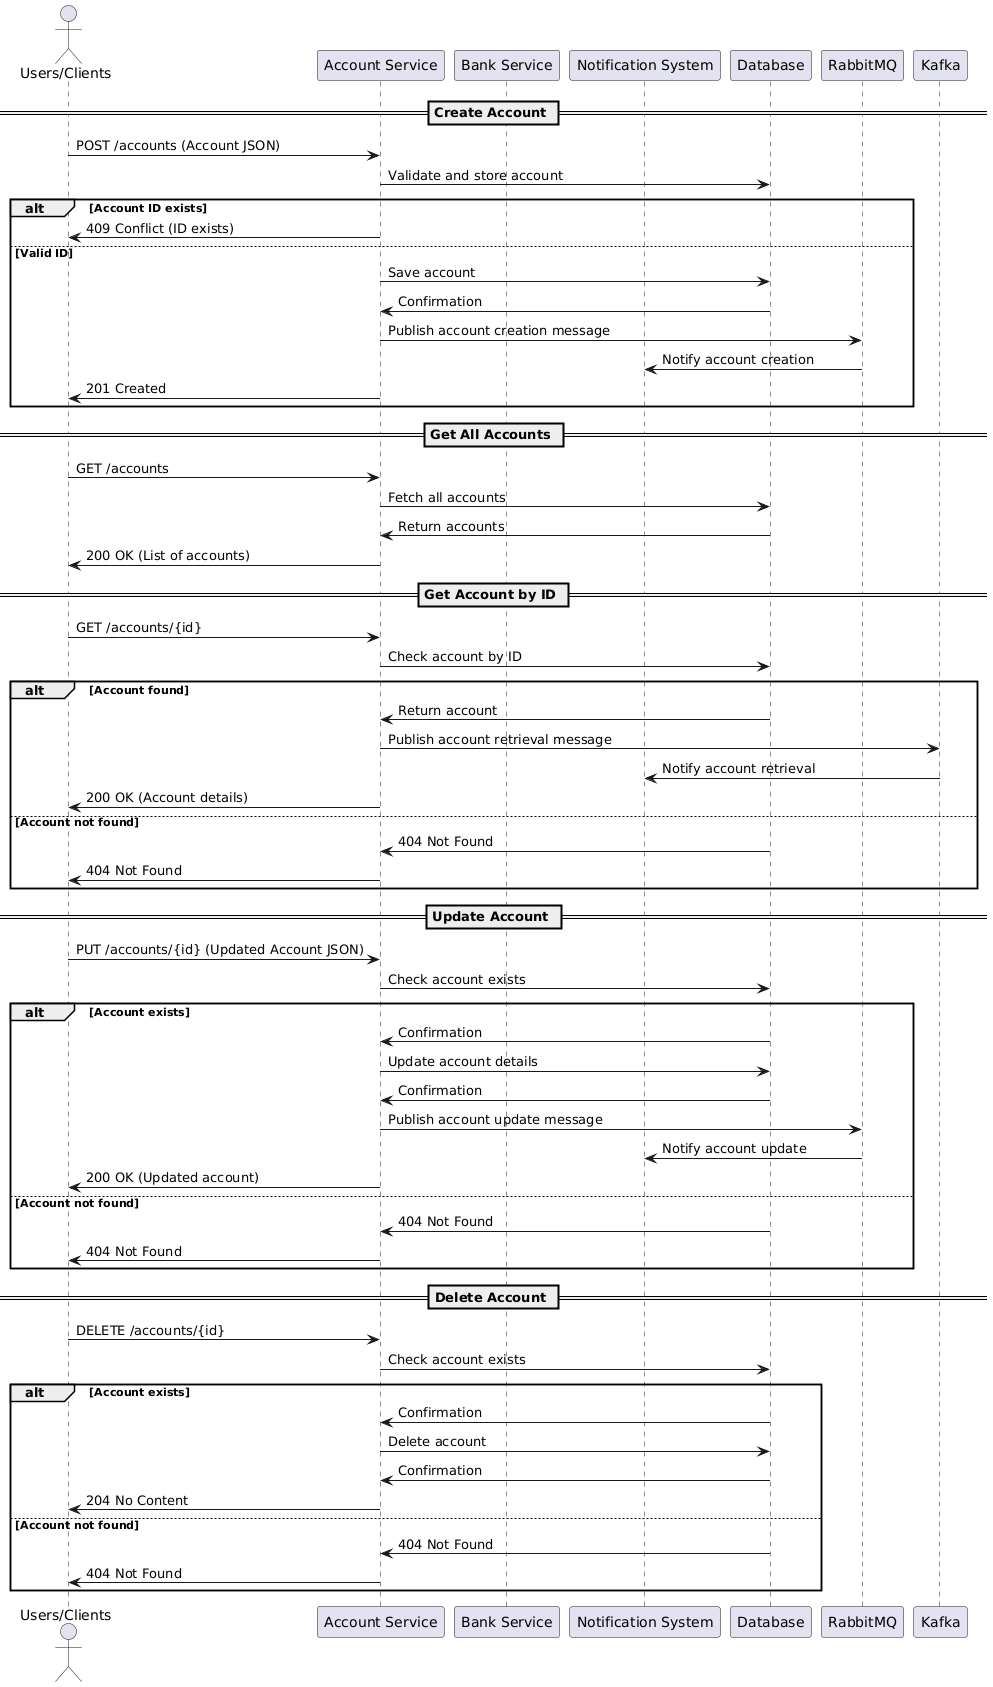 Users/Clients
Account Service
Bank Service
Notification System
Database
RabbitMQ
Kafka
Create Account
POST /accounts (Account JSON)
Validate and store account
alt
[Account ID exists]
409 Conflict (ID exists)
[Valid ID]
Save account
Confirmation
Publish account creation message
Notify account creation
201 Created
Get All Accounts
GET /accounts
Fetch all accounts
Return accounts
200 OK (List of accounts)
Get Account by ID
GET /accounts/{id}
Check account by ID
alt
[Account found]
Return account
Publish account retrieval message
Notify account retrieval
200 OK (Account details)
[Account not found]
404 Not Found
404 Not Found
Update Account
PUT /accounts/{id} (Updated Account JSON)
Check account exists
alt
[Account exists]
Confirmation
Update account details
Confirmation
Publish account update message
Notify account update
200 OK (Updated account)
[Account not found]
404 Not Found
404 Not Found
Delete Account
DELETE /accounts/{id}
Check account exists
alt
[Account exists]
Confirmation
Delete account
Confirmation
204 No Content
[Account not found]
404 Not Found
404 Not Found
Users/Clients
Account Service
Bank Service
Notification System
Database
RabbitMQ
Kafka